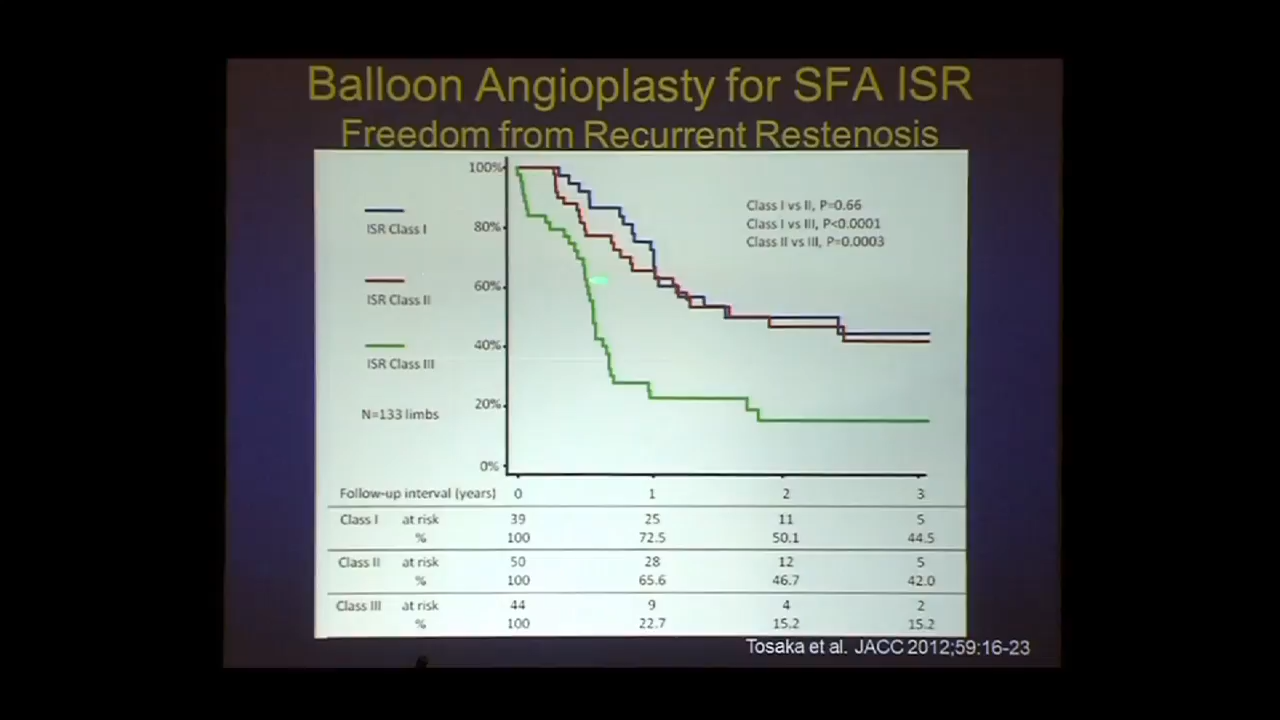 Balloon Angioplasty for SFA ISR
Freedom from Recurrent Restenosis
100%
80%
60%
40%
20%
0%
ISR Class I
ISR Class II
ISR Class III
N=133 limbs
Class I vs II, P=0.66
Class I vs III, P<0.0001
Class II vs III, P=0.0003
Follow-up interval (years) 0 1 2 3
Class I at risk 39 25 11 5
% 100 72.5 50.1 44.5
Class II at risk 50 28 12 5
% 100 65.6 46.7 42.0
Class III at risk 44 9 4 2
% 100 22.7 15.2 15.2
Tosaka et al. JACC 2012;59:16-23